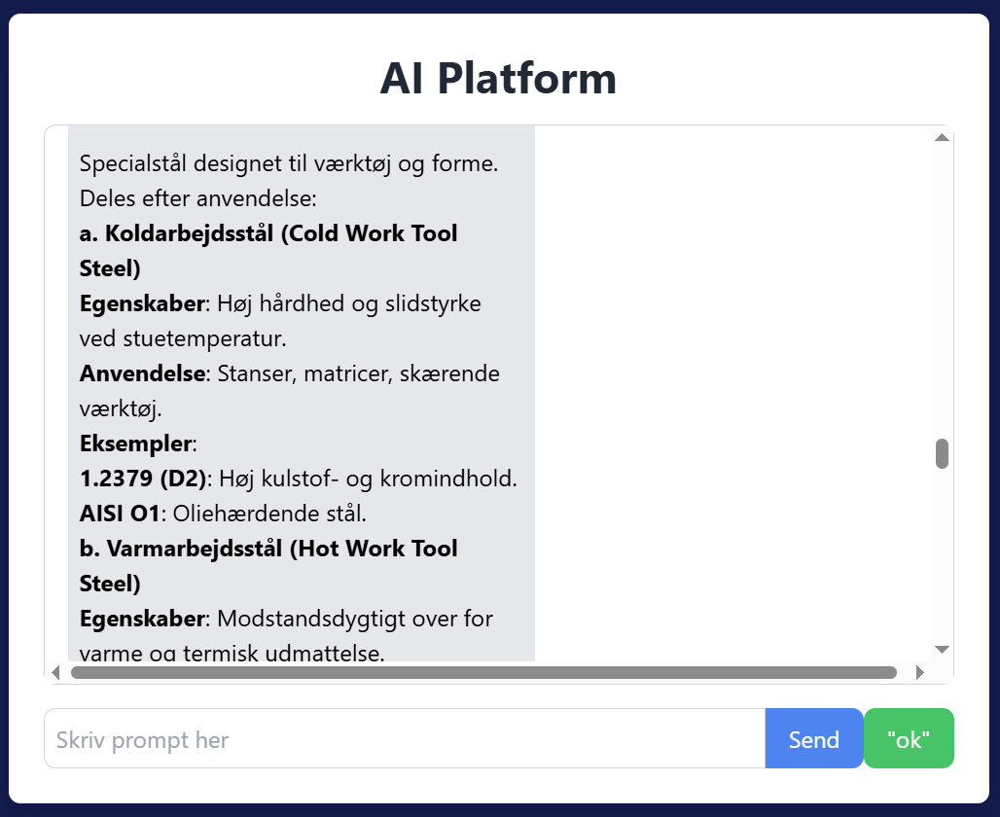 AI Platform
Specialstål designet til værktøj og forme.
Deles efter anvendelse:
a. Koldarbejdsstål (Cold Work Tool
Steel)
Egenskaber: Høj hårdhed og slidstyrke
ved stuetemperatur.
Anvendelse: Stanser, matricer, skærende
værktøj.
Eksempler:
1.2379 (D2): Høj kulstof- og kromindhold.
AISI O1: Oliehærdende stål.
b. Varmarbejdsstål (Hot Work Tool
Steel)
Egenskaber: Modstandsdygtigt over for
varme og termisk udmattelse.
Skriv prompt her
Send
"ok"